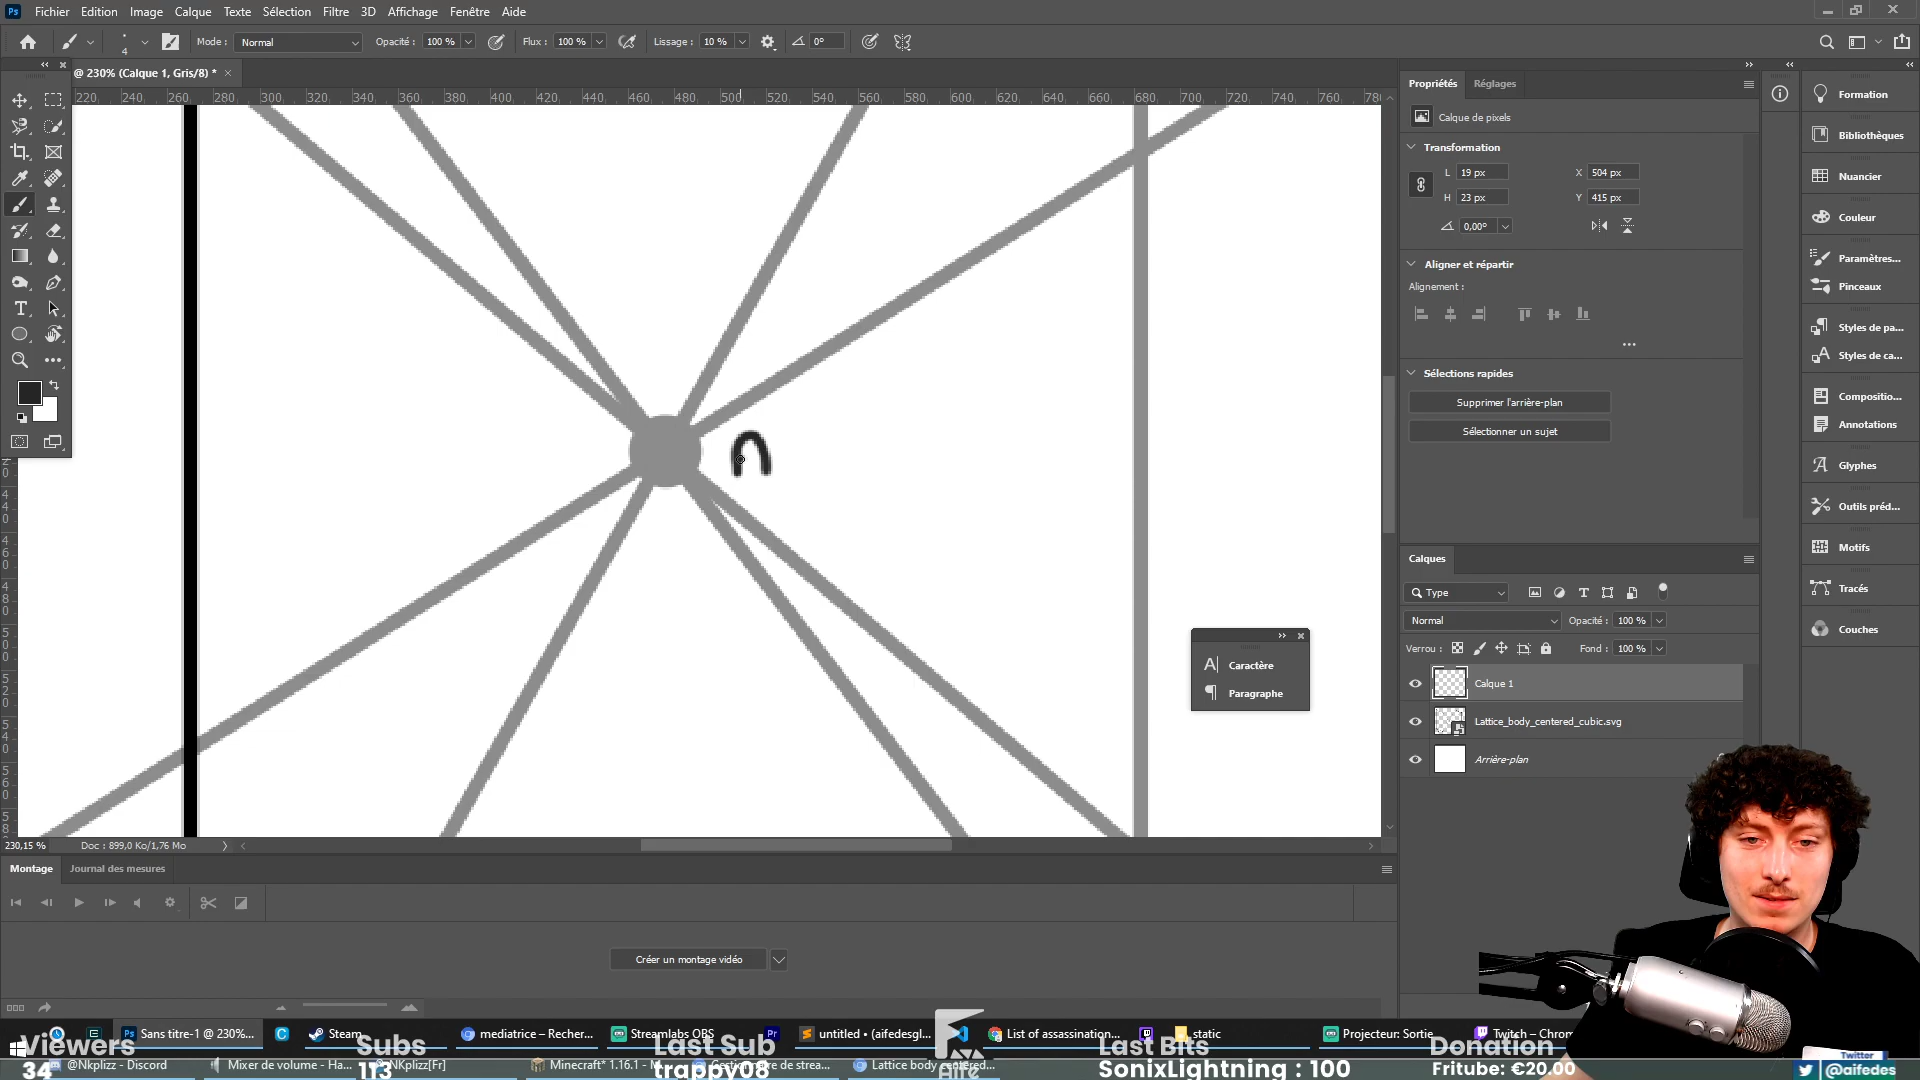 Ps Fichier Edition Image Calque Texte Sélection Filtre 3D Affichage Fenêtre Aide
4 Mode : Normal Opacité : 100 % Flux : 100 % Lissage : 10 % 0°
@ 230% (Calque 1, Gris/8) *
220 240 260 280 300 320 340 360 380 400 420 440 460 480 500 520 540 560 580 600 620 640 660 680 700 720 740 760 780
Propriétés Réglages
Calque de pixels
Transformation
L 19 px X 504 px
H 23 px Y 415 px
0,00°
Aligner et répartir
Alignement :
Sélections rapides
Supprimer l'arrière-plan
Sélectionner un sujet
Calques
Type
Normal Opacité : 100 %
Verrou : Fond : 100 %
Calque 1
Lattice_body_centered_cubic.svg
Arrière-plan
Formation
Bibliothèques
Nuancier
Couleur
Paramètres...
Pinceaux
Styles de pa...
Styles de ca...
Compositio...
Annotations
Glyphes
Outils préd...
Motifs
Tracés
Couches
Caractère
Paragraphe
230,15 % Doc : 899,0 Ko/1,76 Mo
Montage Journal des mesures
Créer un montage vidéo
Sans titre-1 @ 230%... Steam mediatrice – Recher... Streamlabs OBS untitled • (aifedesgl... List of assassination... static Projecteur: Sortie Twitch – Chrom
Viewers Subs Last Sub Last Bits Donation
@Nkplizz - Discord Mixer de volume - Ha... @Nkplizz[Fr] Minecraft* 1.16.1 - Gestionnaire de strea... Lattice body centered...
34 113 trappy08 Aife SonixLightning : 100 Fritube: €20.00
Twitter
@aifedes